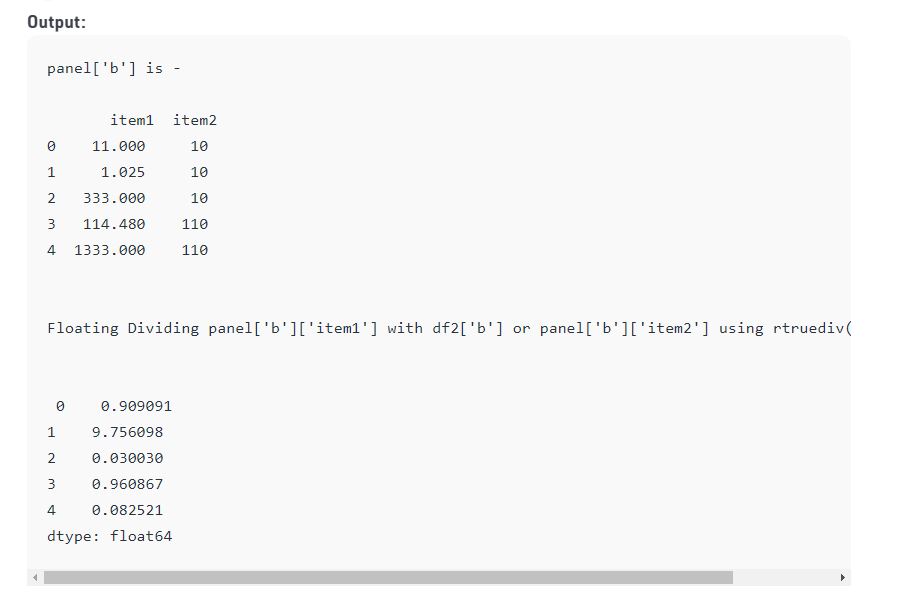 Output:
panel['b'] is -
item1 item2
0 11.000 10
1 1.025 10
2 333.000 10
3 114.480 110
4 1333.000 110
Floating Dividing panel['b']['item1'] with df2['b'] or panel['b']['item2'] using rtruediv(
0 0.909091
1 9.756098
2 0.030030
3 0.960867
4 0.082521
dtype: float64